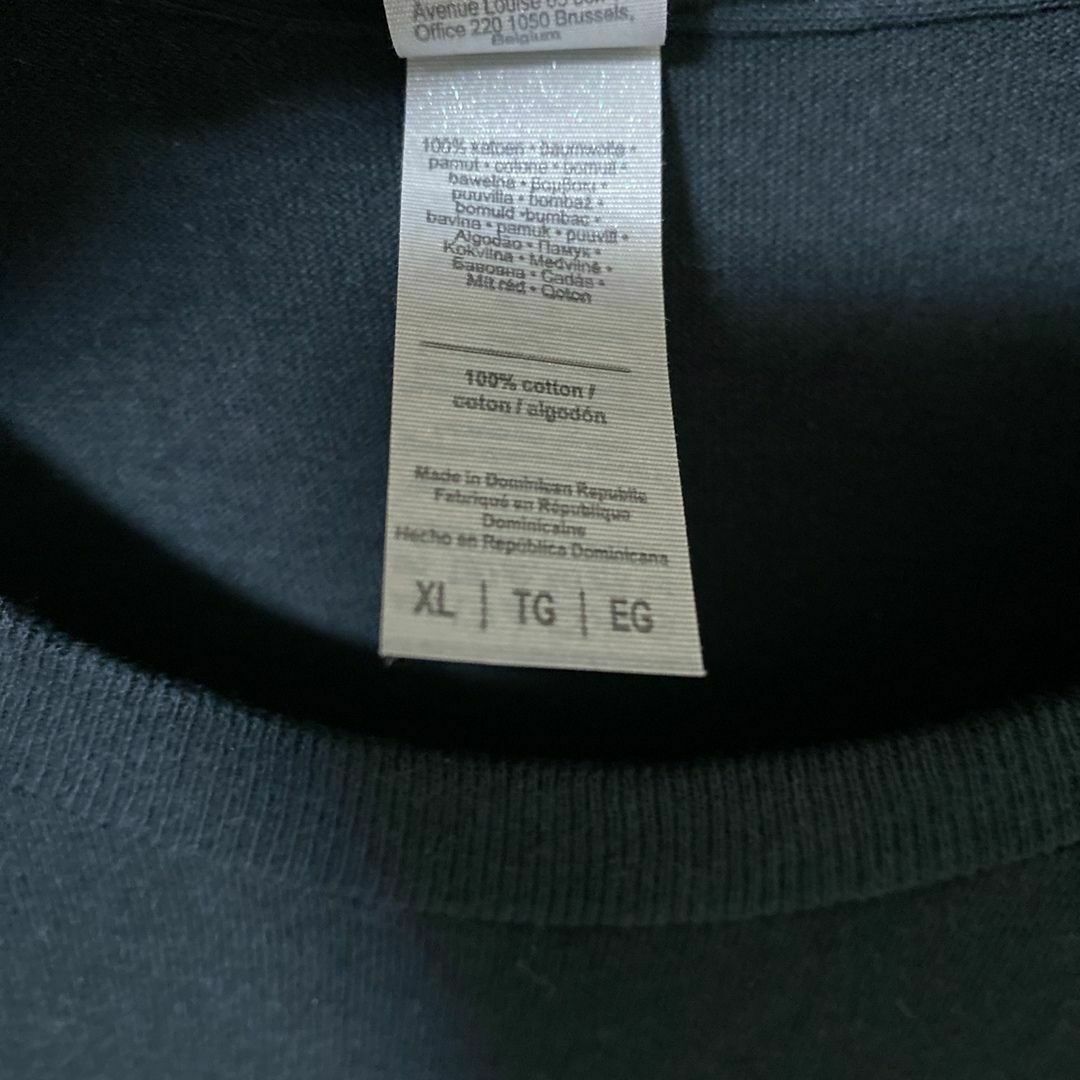 Avenue Louise 65
Office 220 1050 Brussels,
Belgium
100% katoen • baumwolle •
pamut • cotone • bomull •
bawełna • βαμβάκι •
puuvilla • bombaž •
bomuld • bumbac •
bavlna • pamuk • puuvill •
Algodão • Памук •
Kokvilna • Medvilnė •
Бавовна • Cadás •
Mit réd • Qoton
100% cotton /
coton / algodón
Made in Dominican Republic
Fabriqué en République
Dominicaine
Hecho en República Dominicana
XL | TG | EG